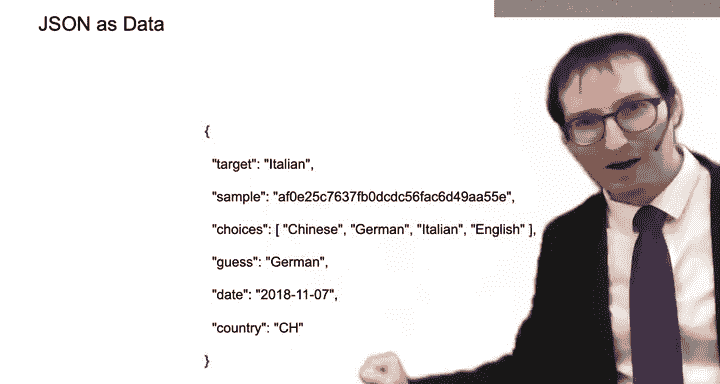 JSON as Data
{
"target": "Italian",
"sample": "af0e25c7637fb0dcdc56fac6d49aa55e",
"choices": [ "Chinese", "German", "Italian", "English" ],
"guess": "German",
"date": "2018-11-07",
"country": "CH"
}